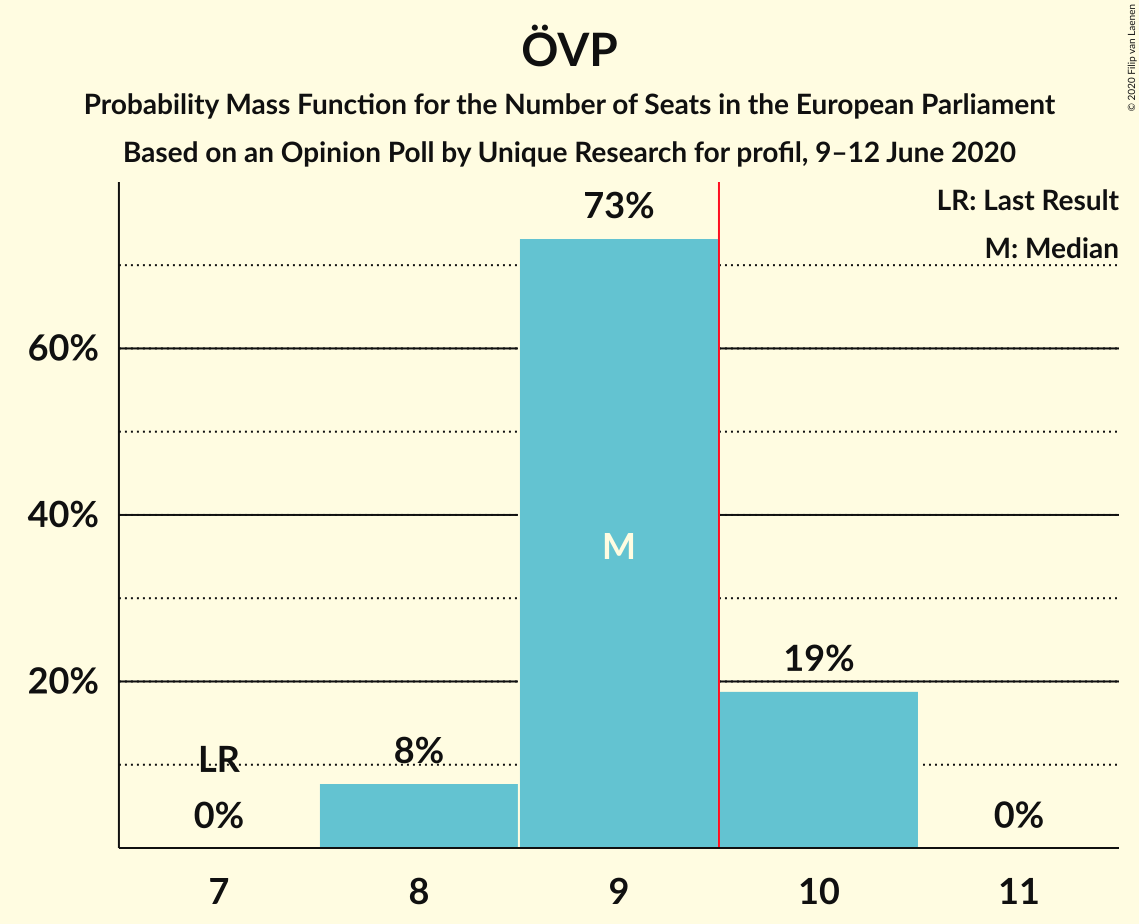 ÖVP
Probability Mass Function for the Number of Seats in the European Parliament
Based on an Opinion Poll by Unique Research for profil, 9–12 June 2020
© 2020 Filip van Laenen
LR: Last Result
M: Median
73%
60%
40%
M
20%
19%
LR
8%
0%
0%
7 8 9 10 11